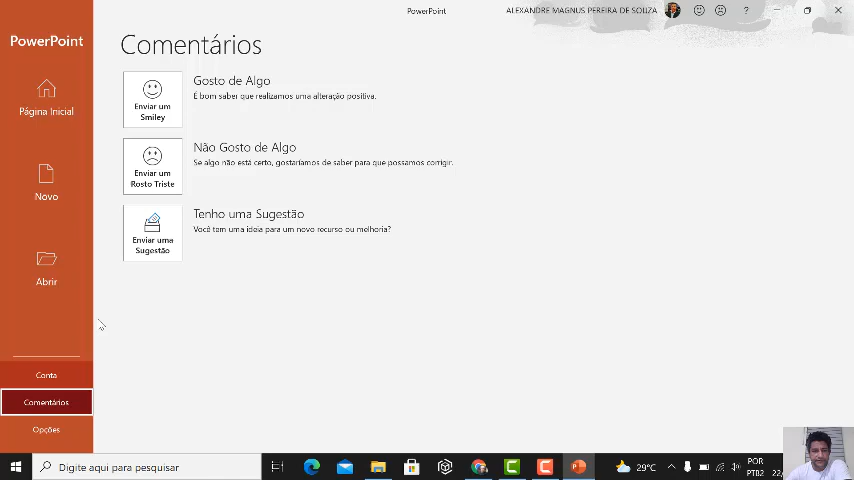 PowerPoint
ALEXANDRE MAGNUS PEREIRA DE SOUZA
?
PowerPoint
Página Inicial
Novo
Abrir
Conta
Comentários
Opções
Comentários
Enviar um
Smiley
Gosto de Algo
É bom saber que realizamos uma alteração positiva.
Enviar um
Rosto Triste
Não Gosto de Algo
Se algo não está certo, gostaríamos de saber para que possamos corrigir.
Enviar uma
Sugestão
Tenho uma Sugestão
Você tem uma ideia para um novo recurso ou melhoria?
Digite aqui para pesquisar
29°C
POR
PTB2